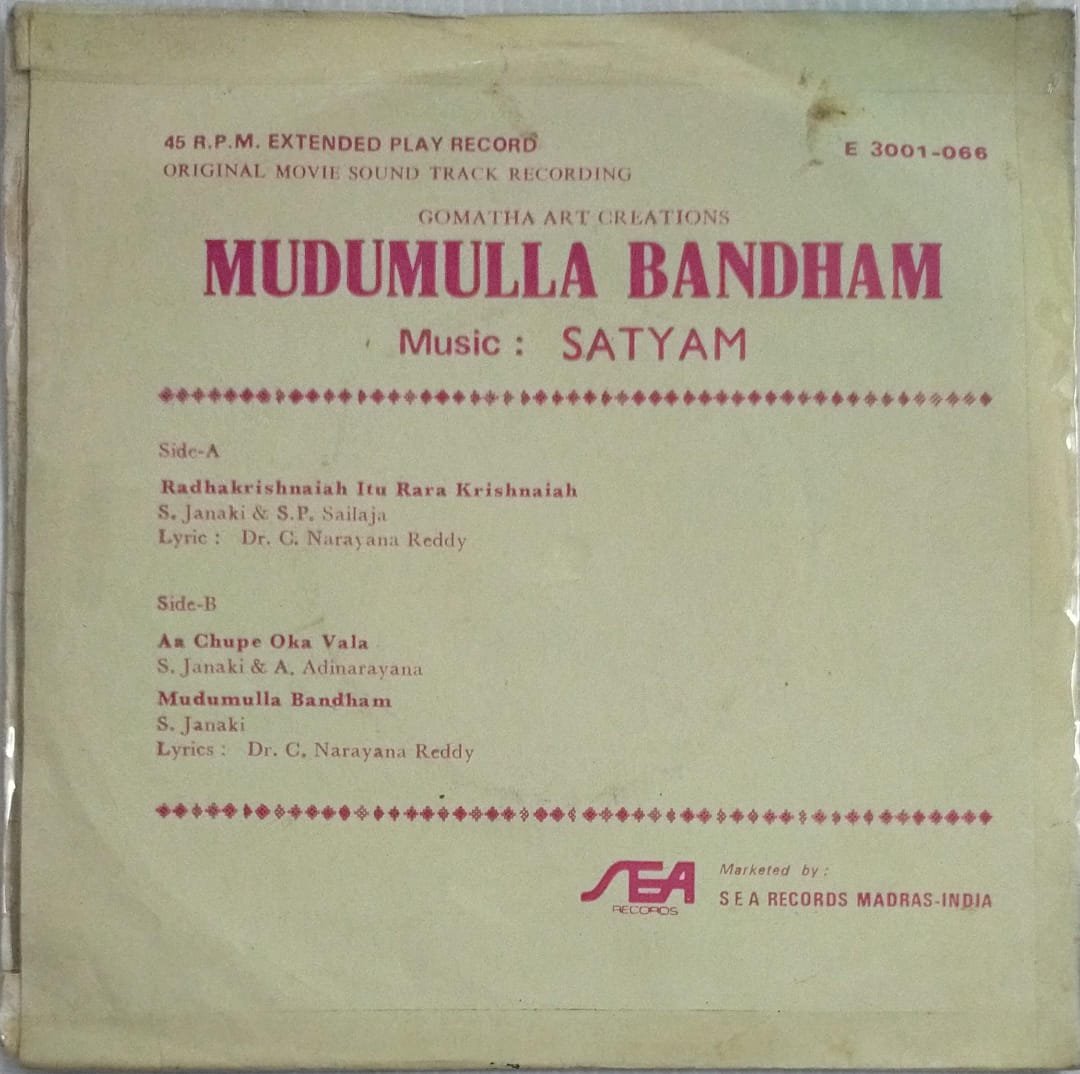 45 R.P.M. EXTENDED PLAY RECORD
E 3001-066
ORIGINAL MOVIE SOUND TRACK RECORDING
GOMATHA ART CREATIONS
MUDUMULLA BANDHAM
Music : SATYAM
Side-A
Radhakrishnaiah Itu Rara Krishnaiah
S. Janaki & S.P. Sailaja
Lyric : Dr. C. Narayana Reddy
Side-B
Aa Chupe Oka Vala
S. Janaki & A. Adinarayana
Mudumulla Bandham
S. Janaki
Lyrics : Dr. C. Narayana Reddy
SEA
RECORDS
Marketed by :
S E A RECORDS MADRAS-INDIA